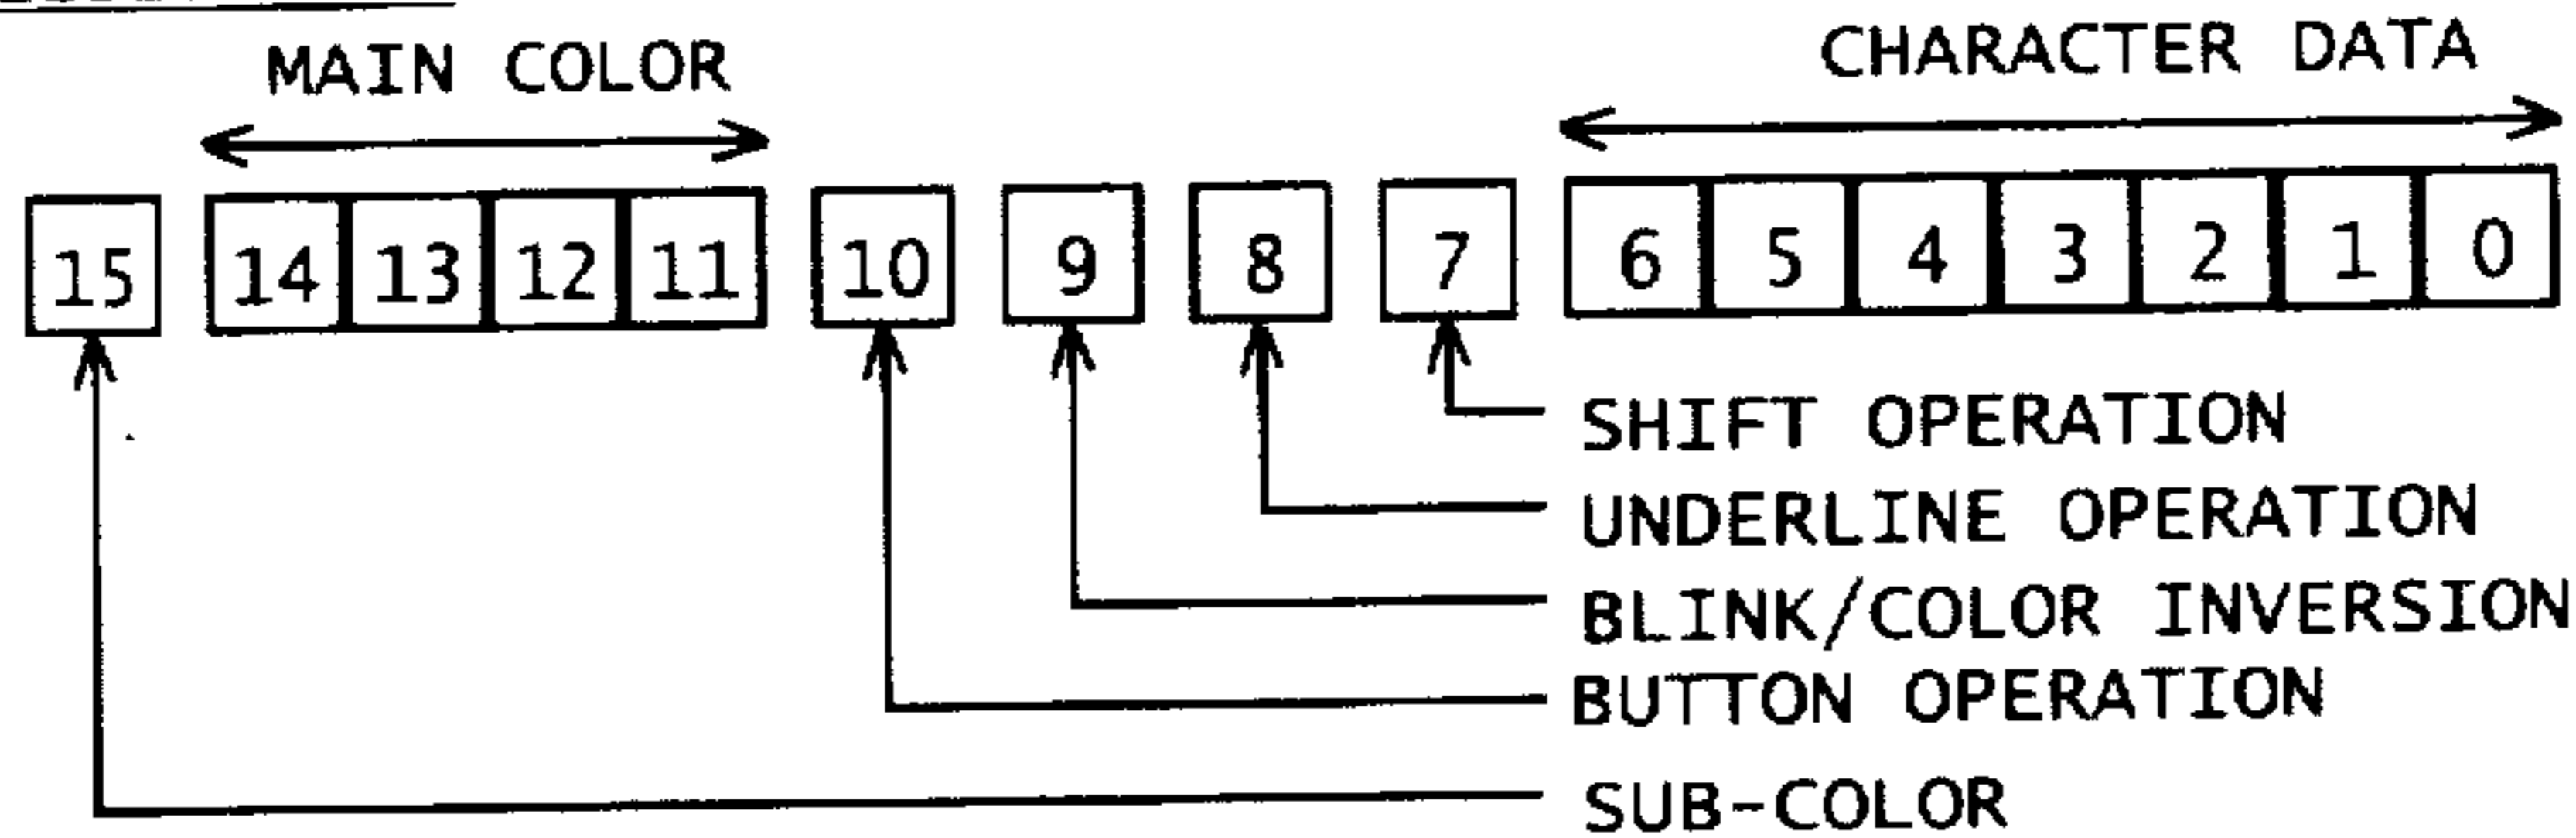 MAIN COLOR CHARACTER DATA
15 14 13 12 11 10 9 8 7 6 5 4 3 2 1 0
SHIFT OPERATION
UNDERLINE OPERATION
BLINK/COLOR INVERSION
BUTTON OPERATION
SUB-COLOR